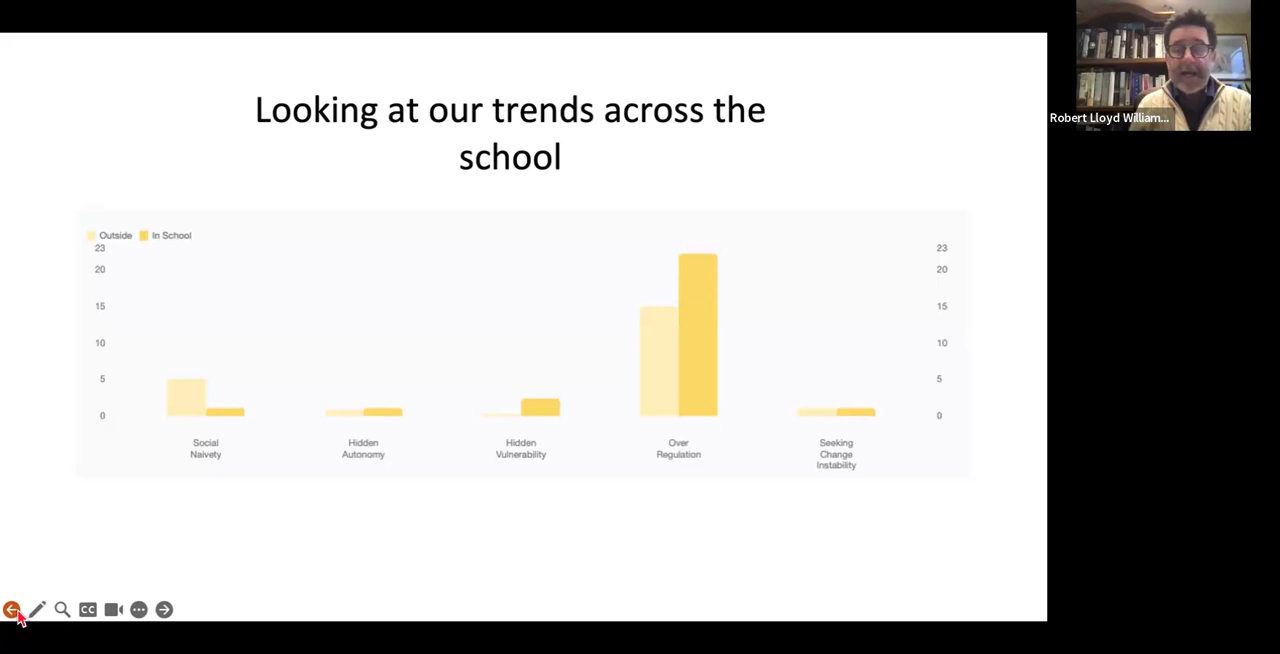 Looking at our trends across the
school
Outside In School
23 23
20 20
15 15
10 10
5 5
0 0
Social Hidden Hidden Over Seeking
Naivety Autonomy Vulnerability Regulation Change
Instability
CC
Robert Lloyd William...